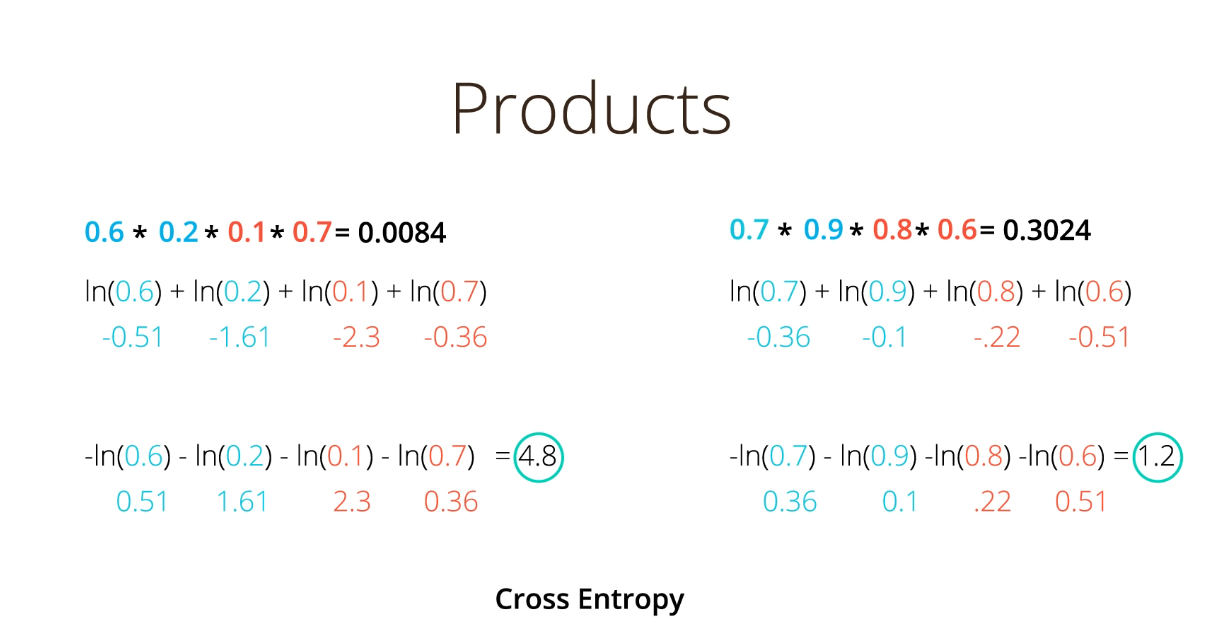 Products
0.6 * 0.2 * 0.1 * 0.7 = 0.0084
ln(0.6) + ln(0.2) + ln(0.1) + ln(0.7)
-0.51 -1.61 -2.3 -0.36
-ln(0.6) - ln(0.2) - ln(0.1) - ln(0.7) = 4.8
0.51 1.61 2.3 0.36
0.7 * 0.9 * 0.8 * 0.6 = 0.3024
ln(0.7) + ln(0.9) + ln(0.8) + ln(0.6)
-0.36 -0.1 -.22 -0.51
-ln(0.7) - ln(0.9) -ln(0.8) -ln(0.6) = 1.2
0.36 0.1 .22 0.51
Cross Entropy